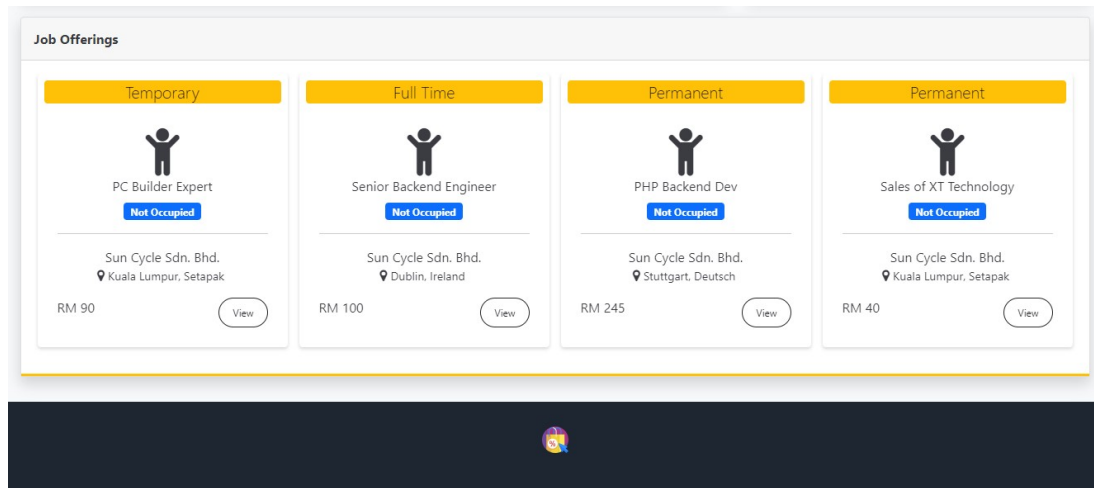 Job Offerings
Temporary
PC Builder Expert
Not Occupied
Sun Cycle Sdn. Bhd.
Kuala Lumpur, Setapak
RM 90
View
Full Time
Senior Backend Engineer
Not Occupied
Sun Cycle Sdn. Bhd.
Dublin, Ireland
RM 100
View
Permanent
PHP Backend Dev
Not Occupied
Sun Cycle Sdn. Bhd.
Stuttgart, Deutsch
RM 245
View
Permanent
Sales of XT Technology
Not Occupied
Sun Cycle Sdn. Bhd.
Kuala Lumpur, Setapak
RM 40
View
%